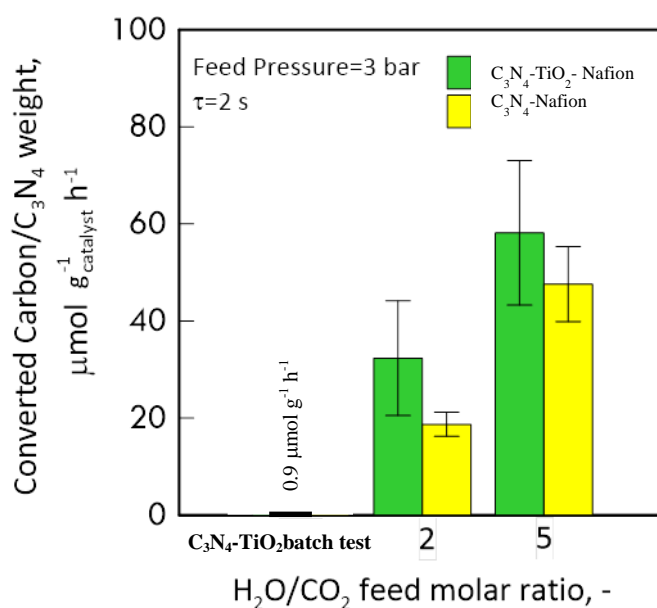 Converted Carbon/C₃N₄ weight,
μmol g⁻¹catalyst h⁻¹
100
80
60
40
20
0
Feed Pressure=3 bar
τ=2 s
C₃N₄-TiO₂- Nafion
C₃N₄-Nafion
0.9 μmol g⁻¹ h⁻¹
C₃N₄-TiO₂batch test
2
5
H₂O/CO₂ feed molar ratio, -